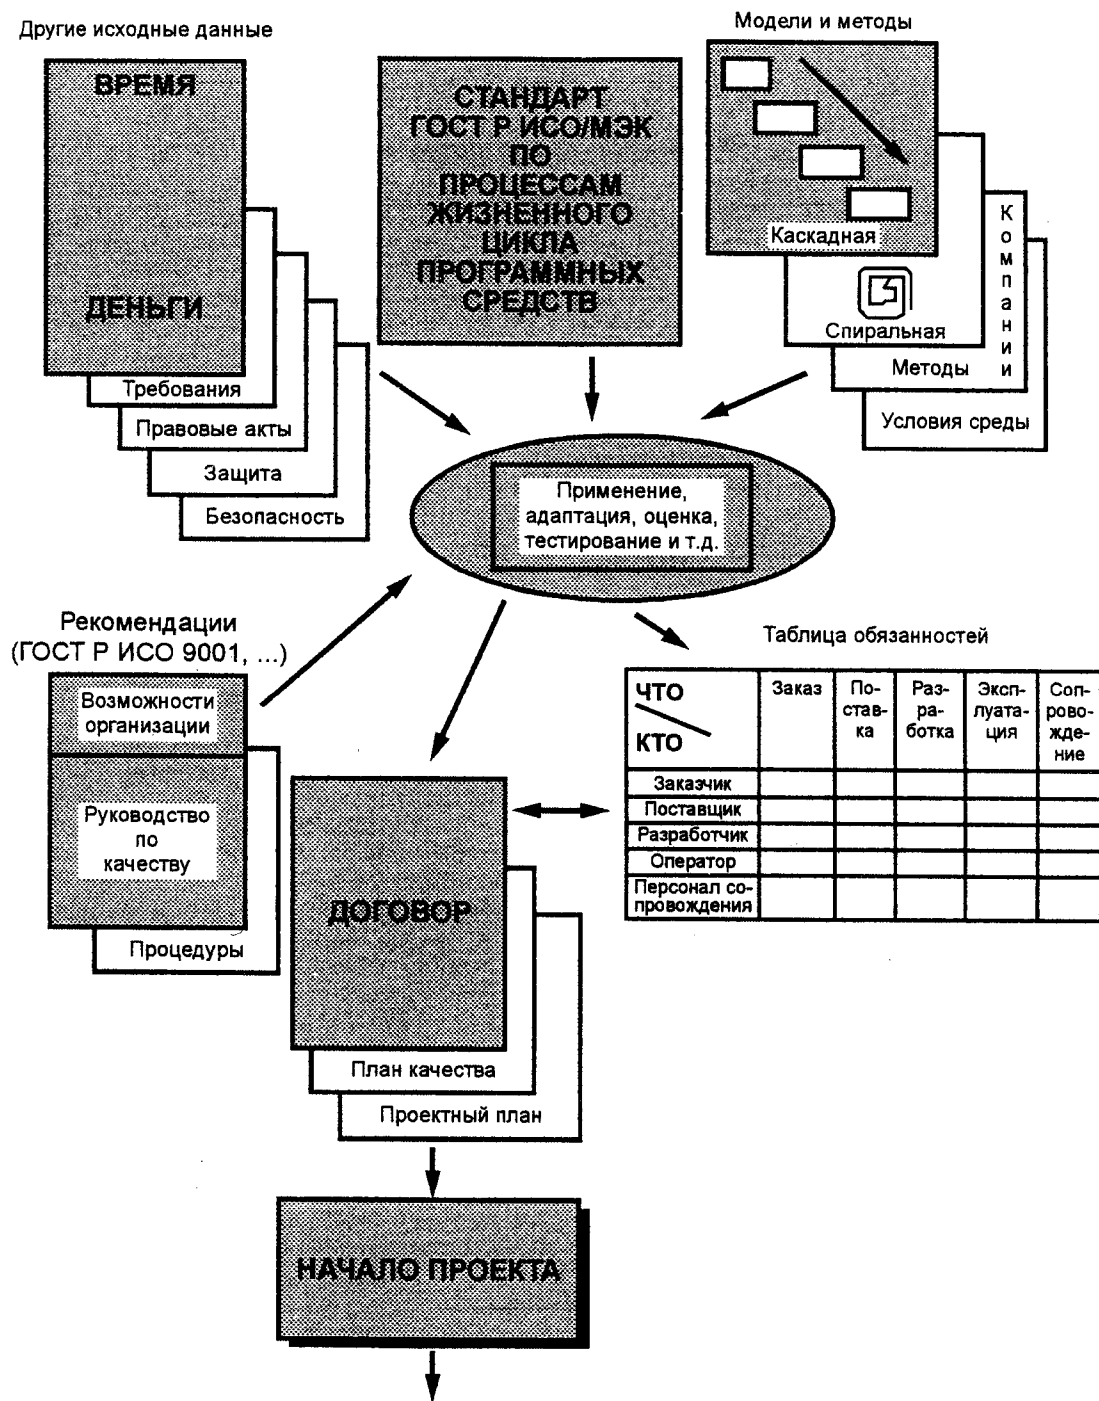 Другие исходные данные
Модели и методы
ВРЕМЯ
ДЕНЬГИ
Требования
Правовые акты
Защита
Безопасность
СТАНДАРТ
ГОСТ Р ИСО/МЭК
ПО
ПРОЦЕССАМ
ЖИЗНЕННОГО
ЦИКЛА
ПРОГРАММНЫХ
СРЕДСТВ
Каскадная
Спиральная
Методы
Компании
Условия среды
Применение,
адаптация, оценка,
тестирование и т.д.
Рекомендации
(ГОСТ Р ИСО 9001, ...)
Возможности
организации
Руководство
по
качеству
Процедуры
Таблица обязанностей
ЧТО
КТО
Заказ
По-
став-
ка
Раз-
ра-
ботка
Эксп-
луата-
ция
Соп-
рово-
жде-
ние
Заказчик
Поставщик
Разработчик
Оператор
Персонал со-
провождения
ДОГОВОР
План качества
Проектный план
НАЧАЛО ПРОЕКТА